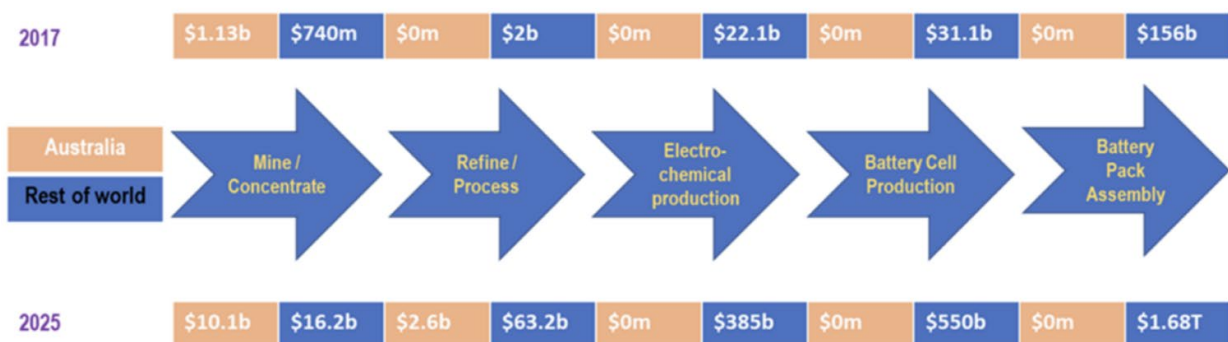 2017 $1.13b $740m $0m $2b $0m $22.1b $0m $31.1b $0m $156b
Australia
Rest of world
Mine /
Concentrate
Refine /
Process
Electro-
chemical
production
Battery Cell
Production
Battery
Pack
Assembly
2025 $10.1b $16.2b $2.6b $63.2b $0m $385b $0m $550b $0m $1.68T